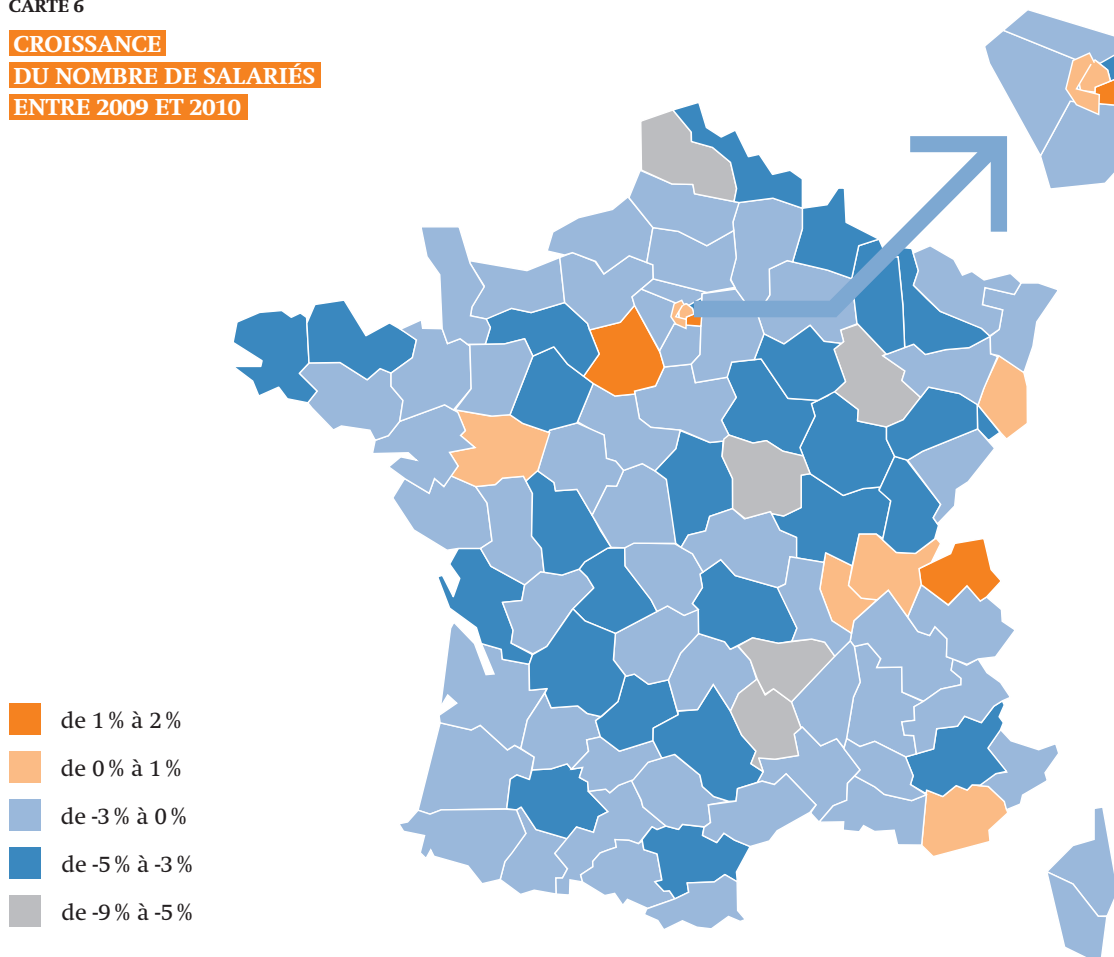 CARTE 6
CROISSANCE
DU NOMBRE DE SALARIÉS
ENTRE 2009 ET 2010
de 1 % à 2 %
de 0 % à 1 %
de -3 % à 0 %
de -5 % à -3 %
de -9 % à -5 %